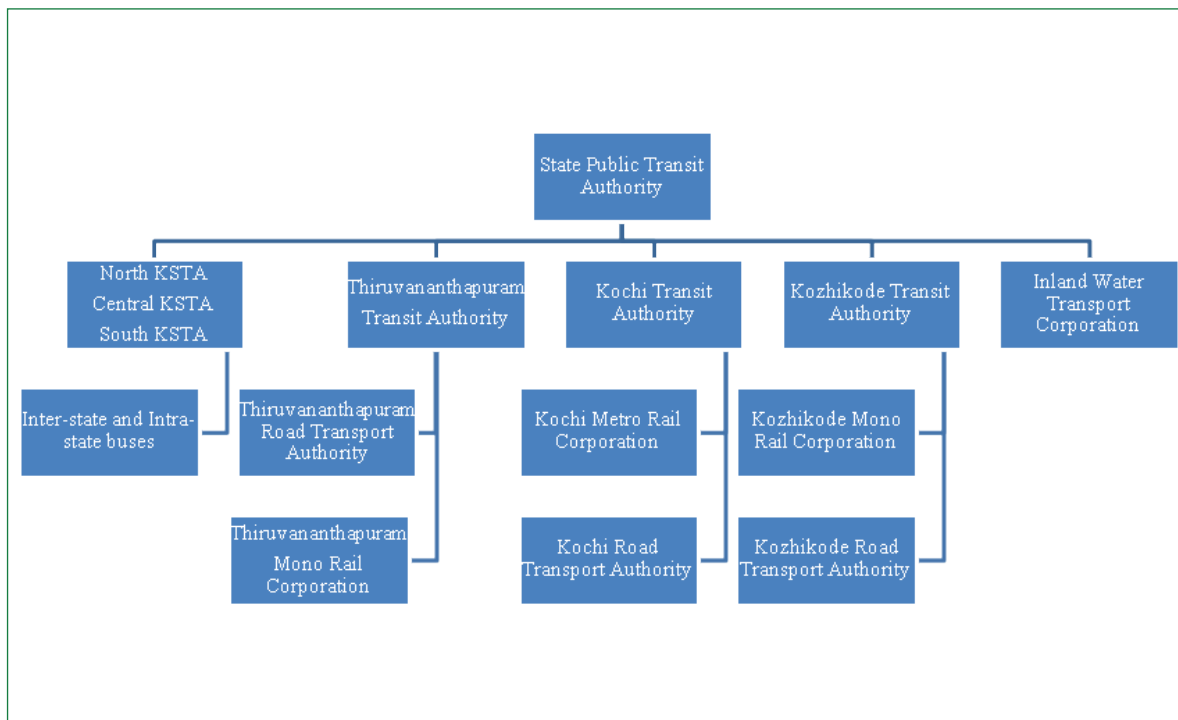 State Public Transit
Authority
North KSTA
Central KSTA
South KSTA
Thiruvananthapuram
Transit Authority
Kochi Transit
Authority
Kozhikode Transit
Authority
Inland Water
Transport
Corporation
Inter-state and Intra-
state buses
Thiruvananthapuram
Road Transport
Authority
Kochi Metro Rail
Corporation
Kozhikode Mono
Rail Corporation
Thiruvananthapuram
Mono Rail
Corporation
Kochi Road
Transport Authority
Kozhikode Road
Transport Authority